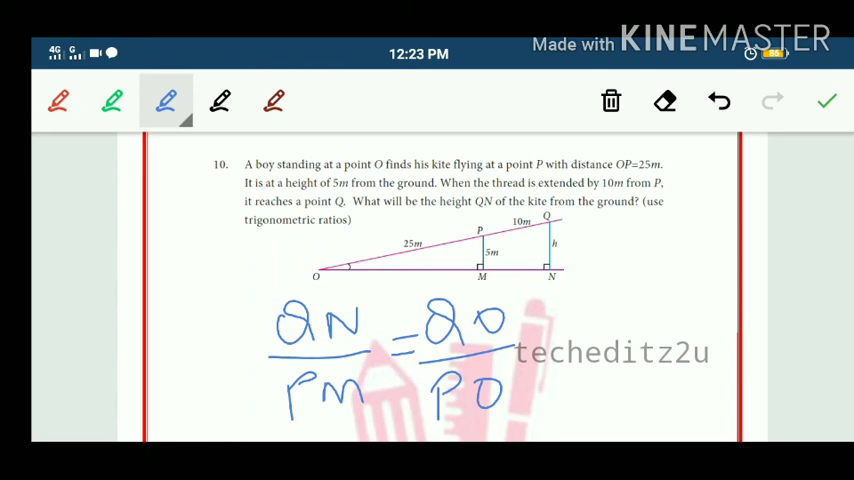 4G G 12:23 PM Made with KINEMASTER
86
10. A boy standing at a point O finds his kite flying at a point P with distance OP=25m.
It is at a height of 5m from the ground. When the thread is extended by 10m from P,
it reaches a point Q. What will be the height QN of the kite from the ground? (use
trigonometric ratios)
10m Q
P
25m 5m h
O M N
QN = QO
PM PO
techeditz2u